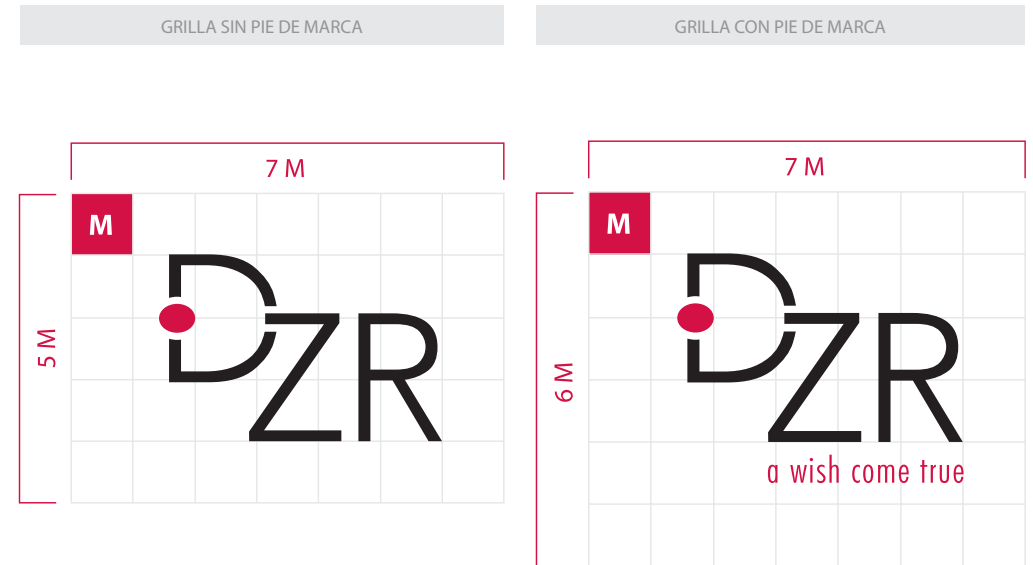 GRILLA SIN PIE DE MARCA
7 M
M
5 M
DZR
GRILLA CON PIE DE MARCA
7 M
M
6 M
DZR
a wish come true